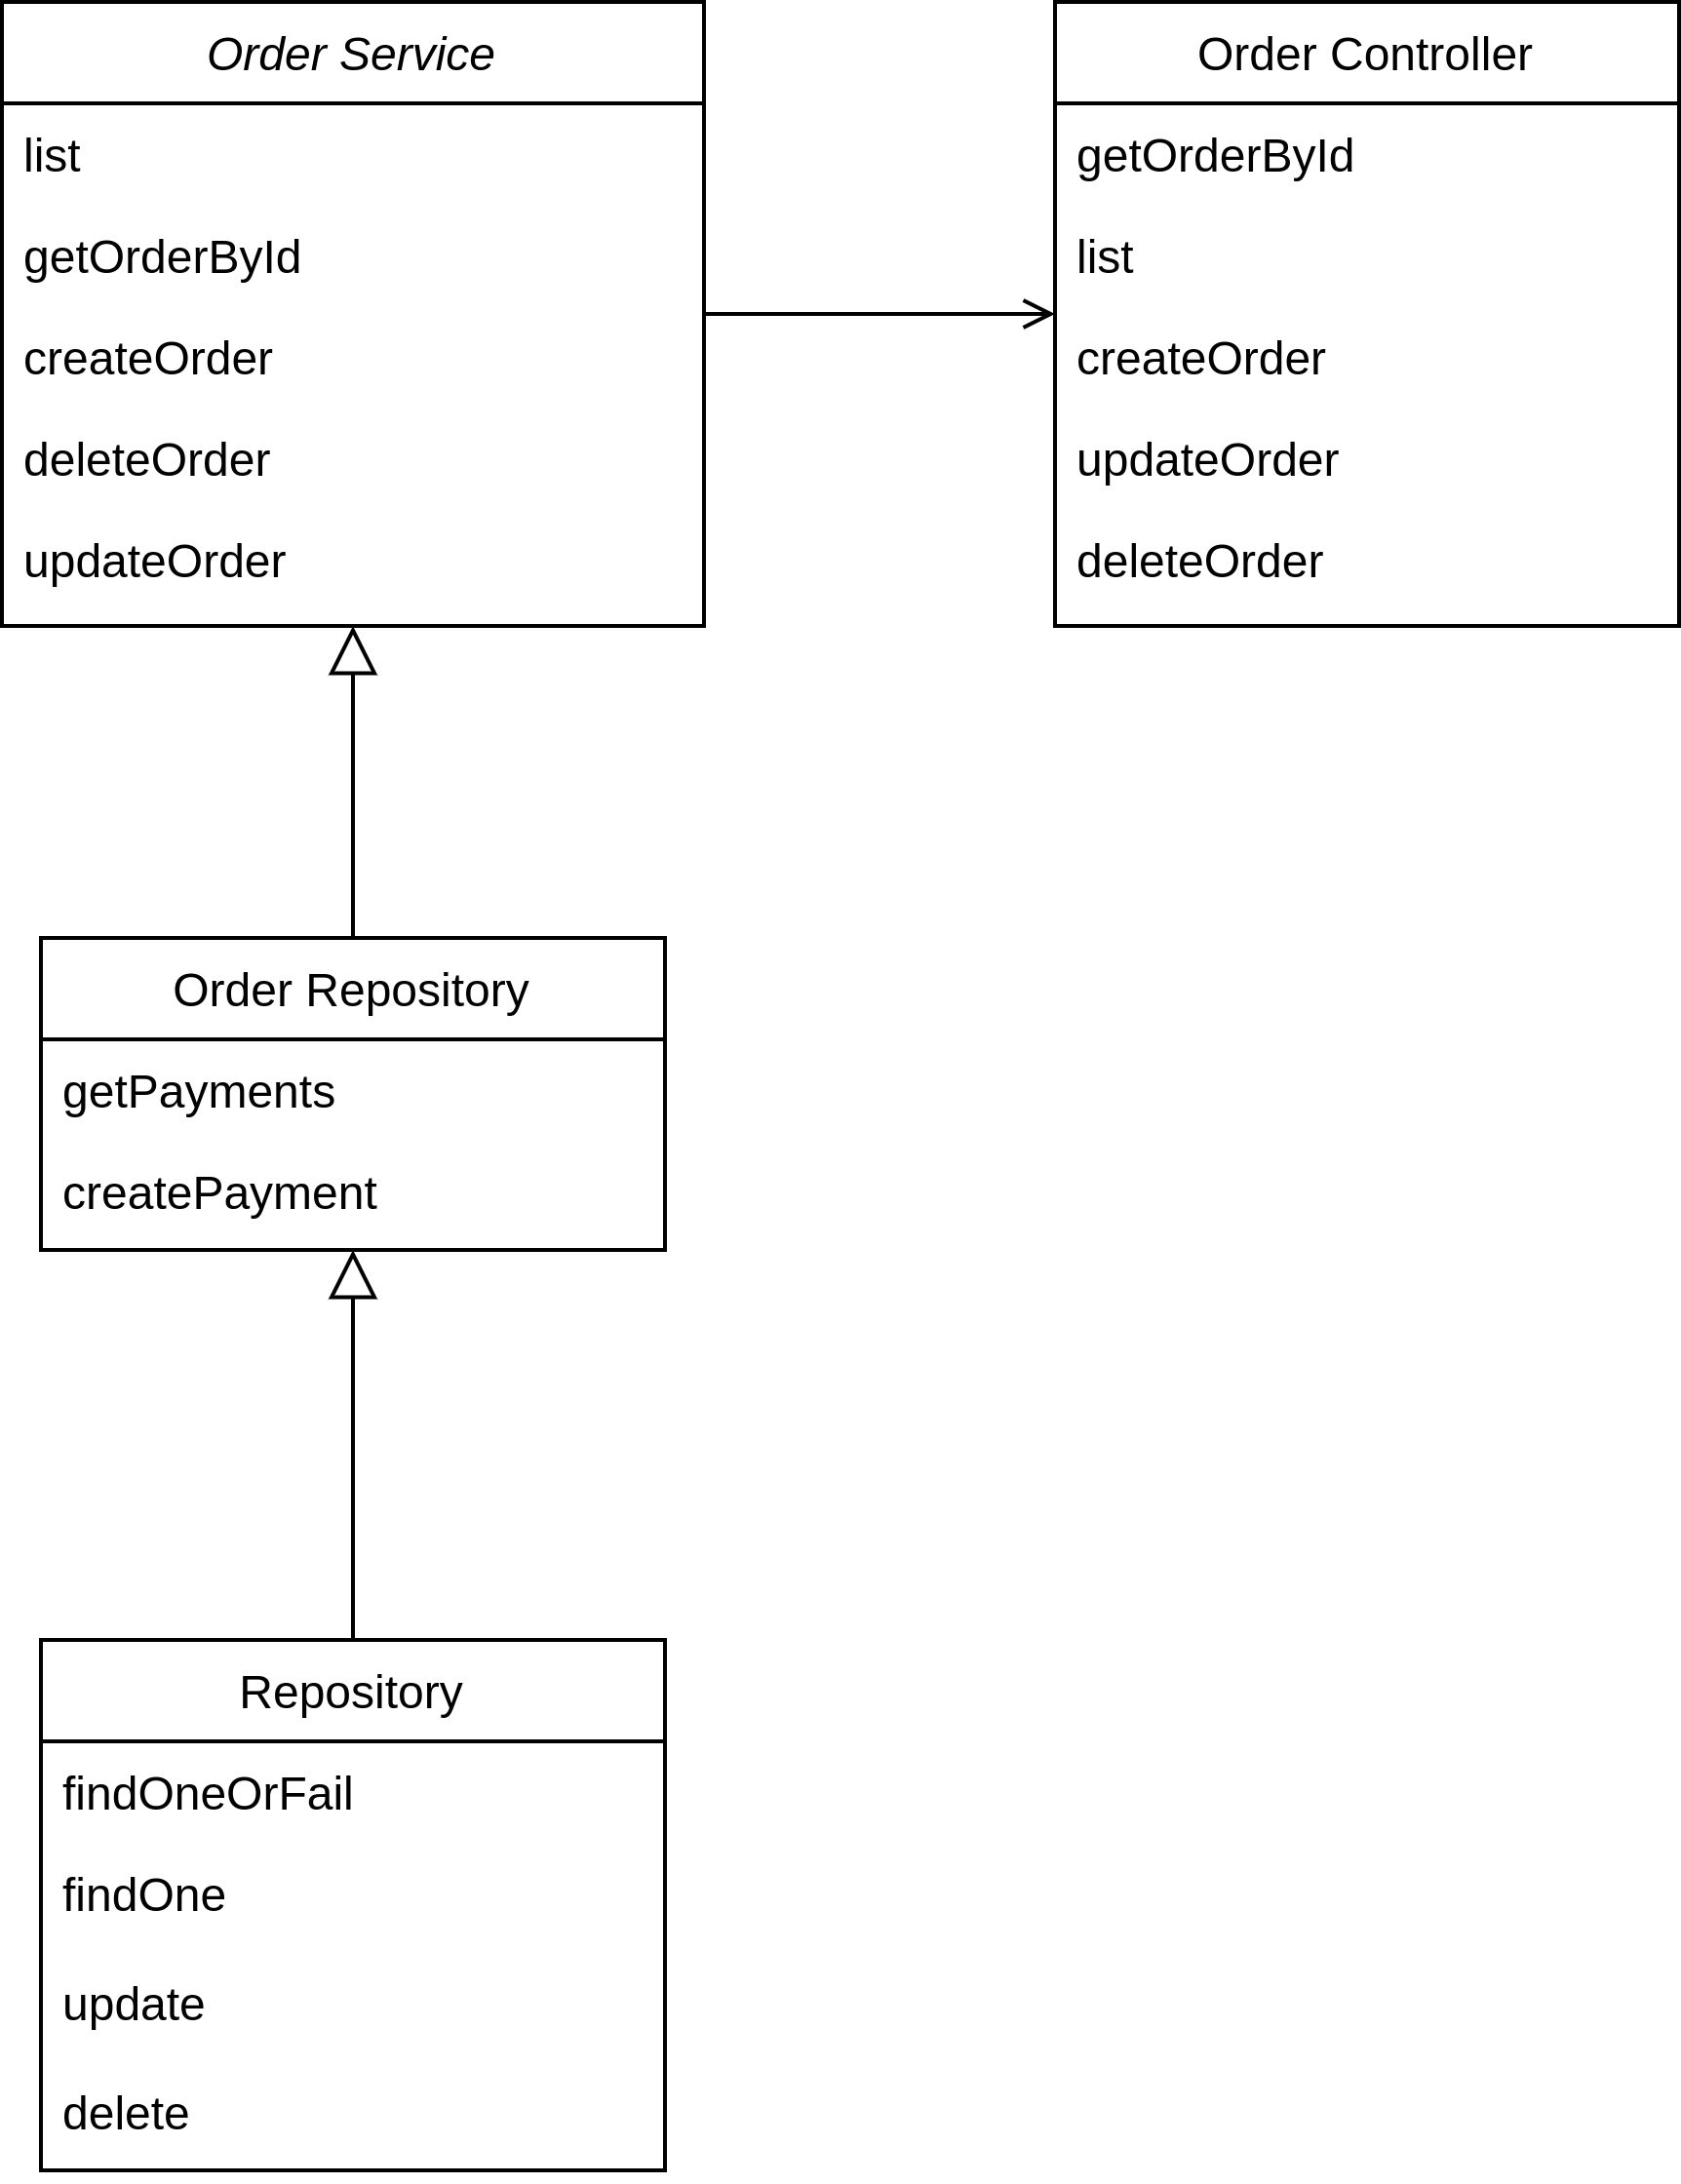 Order Service
list
getOrderById
createOrder
deleteOrder
updateOrder
Order Controller
getOrderById
list
createOrder
updateOrder
deleteOrder
Order Repository
getPayments
createPayment
Repository
findOneOrFail
findOne
update
delete